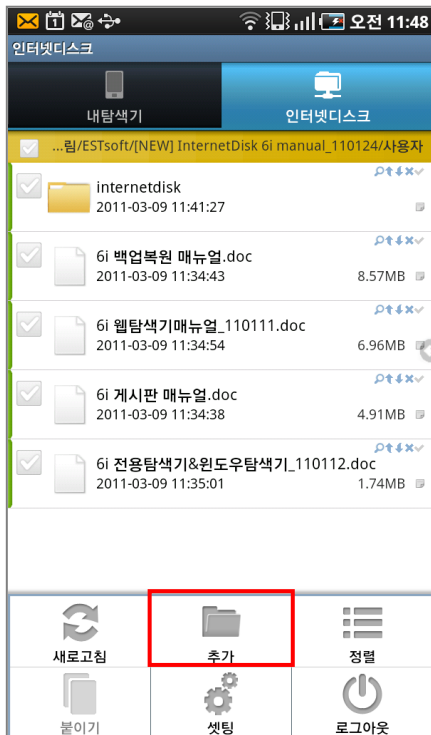 오전 11:48
인터넷디스크
내탐색기 인터넷디스크
...림/ESTsoft/[NEW] InternetDisk 6i manual_110124/사용자
internetdisk
2011-03-09 11:41:27
6i 백업복원 매뉴얼.doc
2011-03-09 11:34:43 8.57MB
6i 웹탐색기매뉴얼_110111.doc
2011-03-09 11:34:54 6.96MB
6i 게시판 매뉴얼.doc
2011-03-09 11:34:38 4.91MB
6i 전용탐색기&윈도우탐색기_110112.doc
2011-03-09 11:35:01 1.74MB
새로고침 추가 정렬
붙이기 셋팅 로그아웃